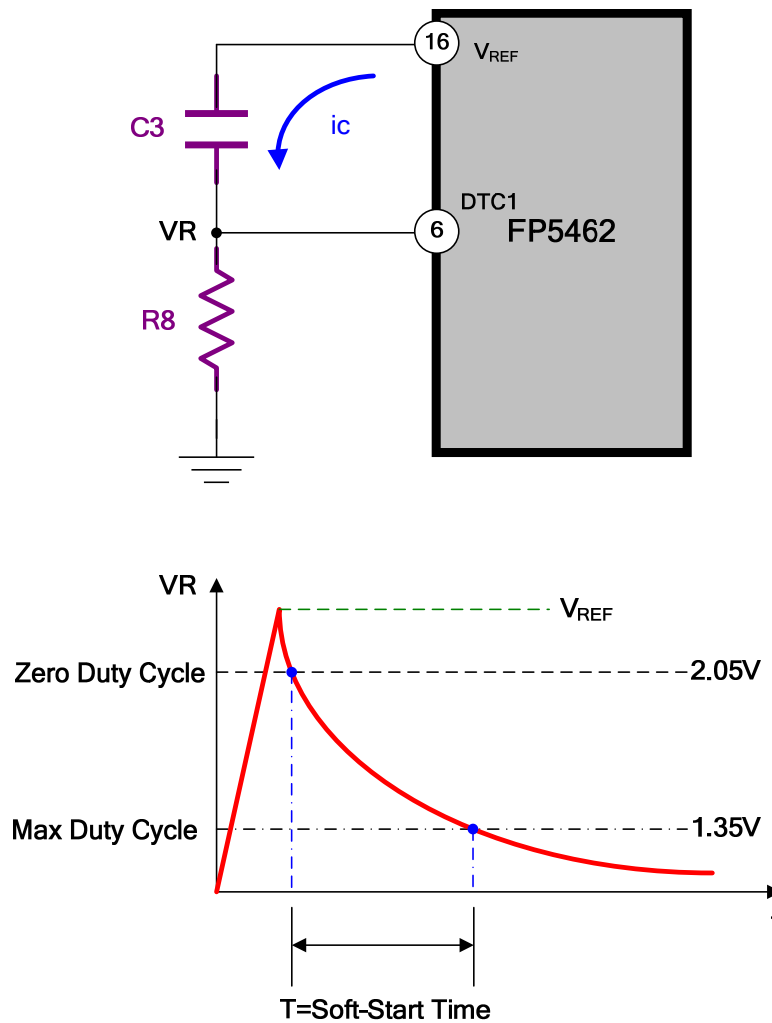 16
VREF
C3
ic
DTC1
VR
6
FP5462
R8
VR
VREF
Zero Duty Cycle
2.05V
Max Duty Cycle
1.35V
T=Soft-Start Time